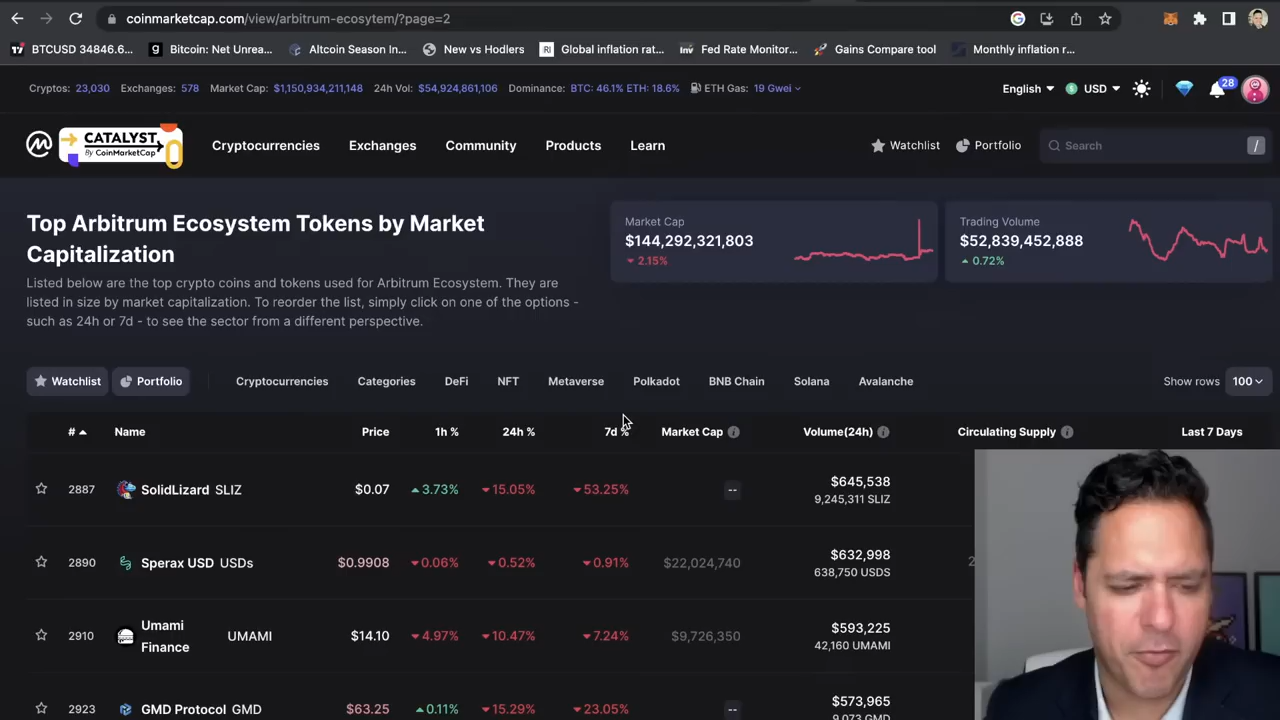 coinmarketcap.com/view/arbitrum-ecosytem/?page=2
BTCUSD 34846.6... Bitcoin: Net Unrea... Altcoin Season In... New vs Hodlers Global inflation rat... Fed Rate Monitor... Gains Compare tool Monthly inflation r...
Cryptos: 23,030 Exchanges: 578 Market Cap: $1,150,934,211,148 24h Vol: $54,924,861,106 Dominance: BTC: 46.1% ETH: 18.6% ETH Gas: 19 Gwei English USD 28
CATALYST
By CoinMarketCap
Cryptocurrencies Exchanges Community Products Learn Watchlist Portfolio Search /
Top Arbitrum Ecosystem Tokens by Market
Capitalization
Listed below are the top crypto coins and tokens used for Arbitrum Ecosystem. They are
listed in size by market capitalization. To reorder the list, simply click on one of the options -
such as 24h or 7d - to see the sector from a different perspective.
Market Cap
$144,292,321,803
2.15%
Trading Volume
$52,839,452,888
0.72%
Watchlist Portfolio Cryptocurrencies Categories DeFi NFT Metaverse Polkadot BNB Chain Solana Avalanche Show rows 100
# Name Price 1h % 24h % 7d % Market Cap Volume(24h) Circulating Supply Last 7 Days
2887 SolidLizard SLIZ $0.07 3.73% 15.05% 53.25% -- $645,538
9,245,311 SLIZ
2890 Sperax USD USDs $0.9908 0.06% 0.52% 0.91% $22,024,740 $632,998 2
638,750 USDS
2910 Umami Finance UMAMI $14.10 4.97% 10.47% 7.24% $9,726,350 $593,225
42,160 UMAMI
2923 GMD Protocol GMD $63.25 0.11% 15.29% 23.05% -- $573,965
9,073 GMD